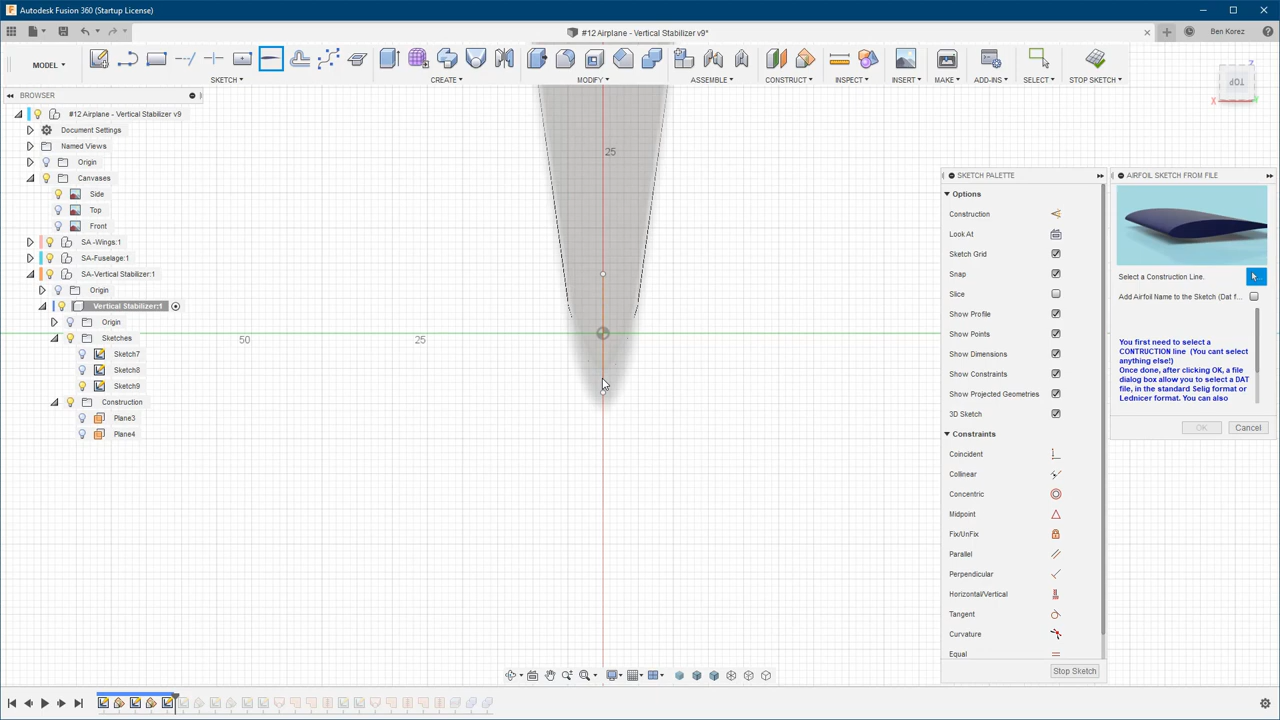 Autodesk Fusion 360 (Startup License)
#12 Airplane - Vertical Stabilizer v9*
Ben Korez
MODEL
SKETCH
CREATE
MODIFY
ASSEMBLE
CONSTRUCT
INSPECT
INSERT
MAKE
ADD-INS
SELECT
STOP SKETCH
BROWSER
#12 Airplane - Vertical Stabilizer v9
Document Settings
Named Views
Origin
Canvases
Side
Top
Front
SA -Wings:1
SA-Fuselage:1
SA-Vertical Stabilizer:1
Origin
Vertical Stabilizer:1
Origin
Sketches
Sketch7
Sketch8
Sketch9
Construction
Plane3
Plane4
25
50
25
TOP
Z
X
SKETCH PALETTE
Options
Construction
Look At
Sketch Grid
Snap
Slice
Show Profile
Show Points
Show Dimensions
Show Constraints
Show Projected Geometries
3D Sketch
Constraints
Coincident
Collinear
Concentric
Midpoint
Fix/UnFix
Parallel
Perpendicular
Horizontal/Vertical
Tangent
Curvature
Equal
Stop Sketch
AIRFOIL SKETCH FROM FILE
Select a Construction Line.
Add Airfoil Name to the Sketch (Dat f...
You first need to select a
CONTRUCTION line (You cant select
anything else!)
Once done, after clicking OK, a file
dialog box allow you to select a DAT
file, in the standard Selig format or
Lednicer format. You can also
OK
Cancel